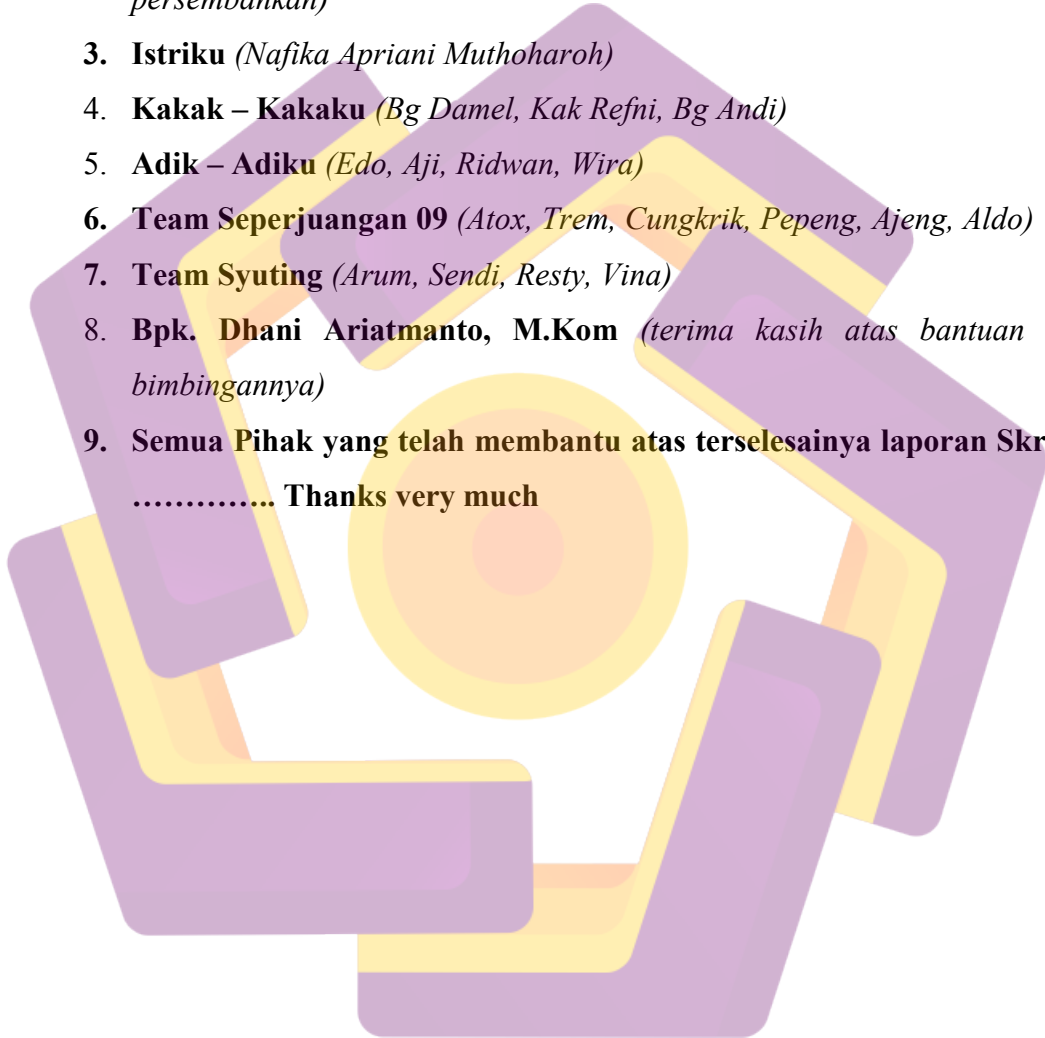 persembahkan)
3. Istriku (Nafika Apriani Muthoharoh)
4. Kakak – Kakaku (Bg Damel, Kak Refni, Bg Andi)
5. Adik – Adiku (Edo, Aji, Ridwan, Wira)
6. Team Seperjuangan 09 (Atox, Trem, Cungkrik, Pepeng, Ajeng, Aldo)
7. Team Syuting (Arum, Sendi, Resty, Vina)
8. Bpk. Dhani Ariatmanto, M.Kom (terima kasih atas bantuan
bimbingannya)
9. Semua Pihak yang telah membantu atas terselesainya laporan Skr
………….. Thanks very much